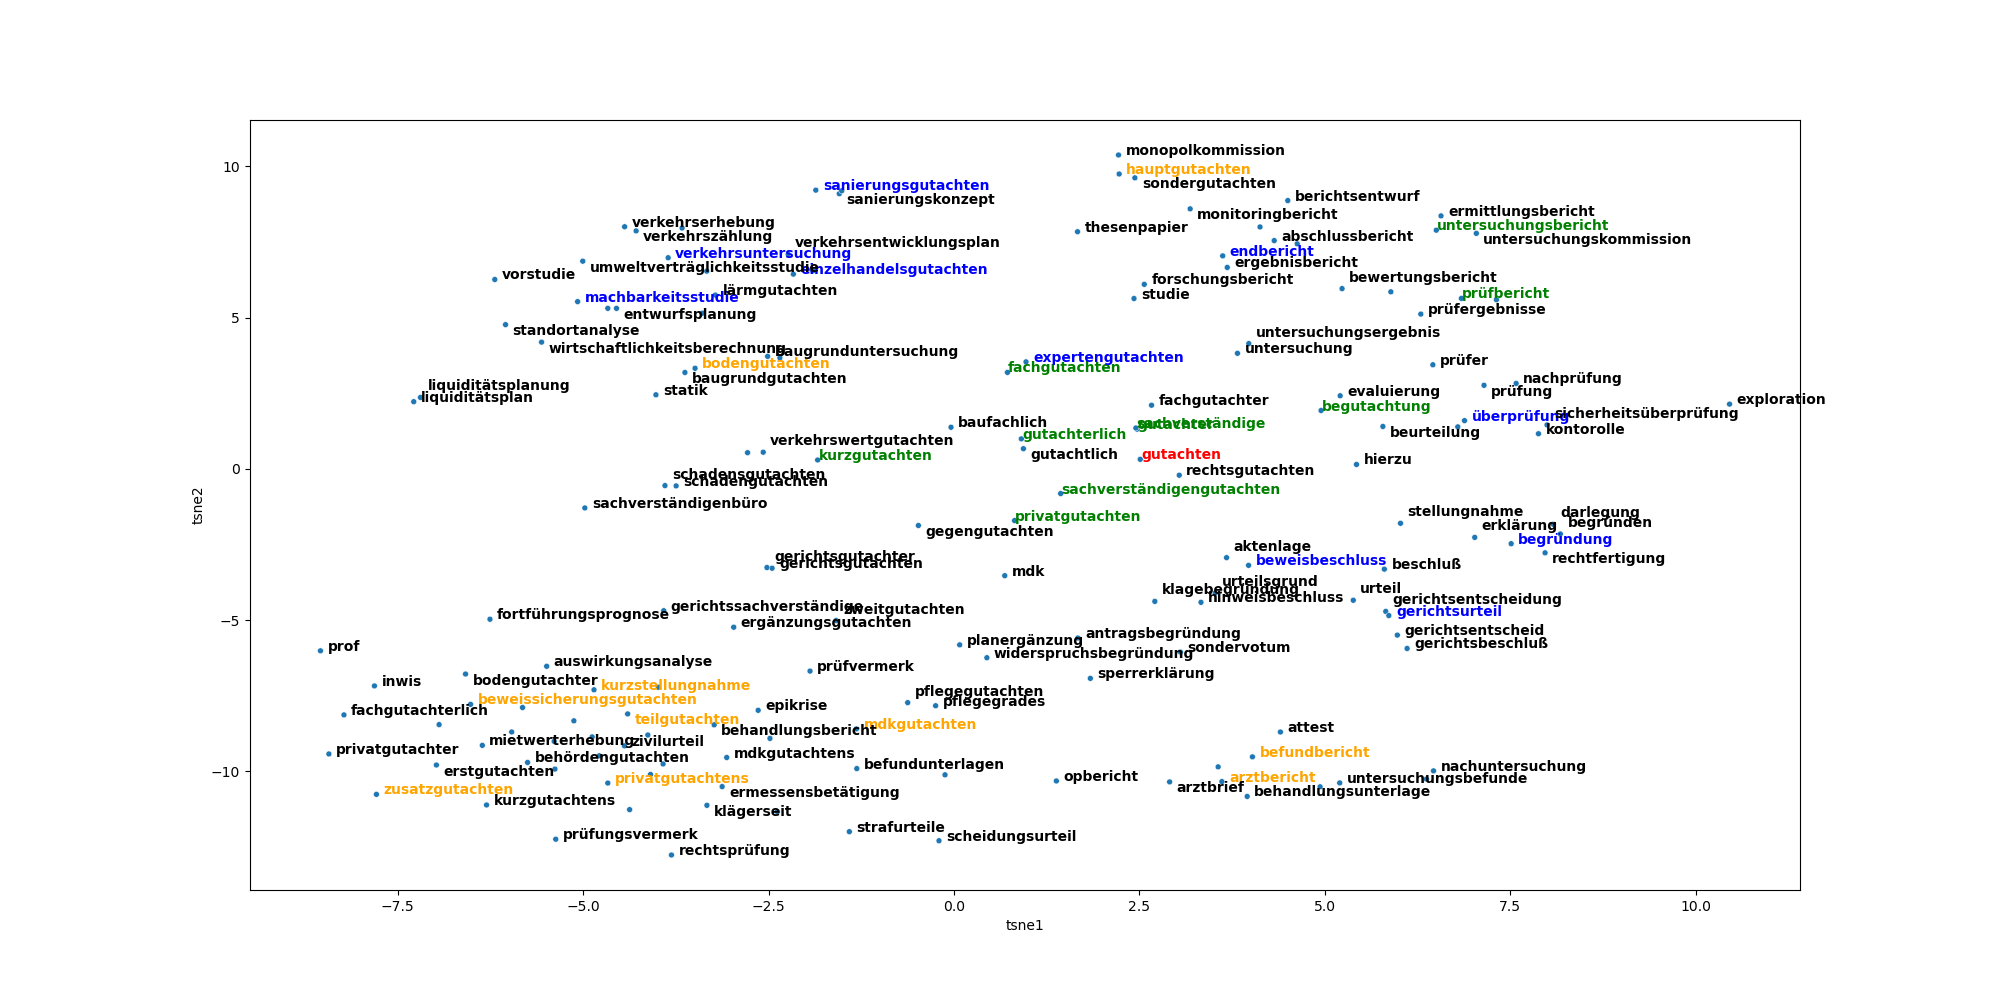 monopolkommission
hauptgutachten
sondergutachten
sanierungsgutachten
sanierungskonzept
berichtsentwurf
monitoringbericht
ermittlungsbericht
untersuchungsbericht
untersuchungskommission
verkehrserhebung
verkehrszählung
thesenpapier
abschlussbericht
verkehrsentwicklungsplan
verkehrsuntersuchung
endbericht
ergebnisbericht
umweltverträglichkeitsstudie
einzelhandelsgutachten
vorstudie
forschungsbericht
bewertungsbericht
machbarkeitsstudie
lärmgutachten
studie
prüfbericht
entwurfsplanung
prüfergebnisse
standortanalyse
untersuchungsergebnis
wirtschaftlichkeitsberechnung
baugrunduntersuchung
untersuchung
bodengutachten
expertengutachten
fachgutachten
prüfer
baugrundgutachten
nachprüfung
liquiditätsplanung
liquiditätsplan
statik
evaluierung
prüfung
fachgutachter
begutachtung
exploration
baufachlich
sachverständige
gutachter
überprüfung
sicherheitsüberprüfung
gutachterlich
beurteilung
kontorolle
verkehrswertgutachten
kurzgutachten
gutachtlich
gutachten
hierzu
schadensgutachten
schadengutachten
rechtsgutachten
sachverständigengutachten
sachverständigenbüro
privatgutachten
stellungnahme
darlegung
gegengutachten
erklärung
begründen
begründung
gerichtsgutachter
gerichtsgutachten
aktenlage
rechtfertigung
mdk
beweisbeschluss
beschluß
urteilsgrund
klagebegründung
hinweisbeschluss
urteil
gerichtssachverständige
zweitgutachten
fortführungsprognose
gerichtsentscheidung
gerichtsurteil
ergänzungsgutachten
prof
planergänzung
antragsbegründung
gerichtsentscheid
widerspruchsbegründung
sondervotum
gerichtsbeschluß
auswirkungsanalyse
prüfvermerk
inwis
bodengutachter
kurzstellungnahme
sperrerklärung
beweissicherungsgutachten
pflegegutachten
pflegegrades
fachgutachterlich
teilgutachten
epikrise
mdkgutachten
attest
behandlungsbericht
mietwerterhebung
zivilurteil
privatgutachter
behördengutachten
mdkgutachtens
befundbericht
erstgutachten
befundunterlagen
nachuntersuchung
privatgutachtens
opbericht
arztbericht
untersuchungsbefunde
zusatzgutachten
ermessensbetätigung
arztbrief
behandlungsunterlage
kurzgutachtens
klägerseit
prüfungsvermerk
strafurteile
scheidungsurteil
rechtsprüfung
10
5
0
−5
−10
tsne2
−7.5
−5.0
−2.5
0.0
2.5
5.0
7.5
10.0
tsne1